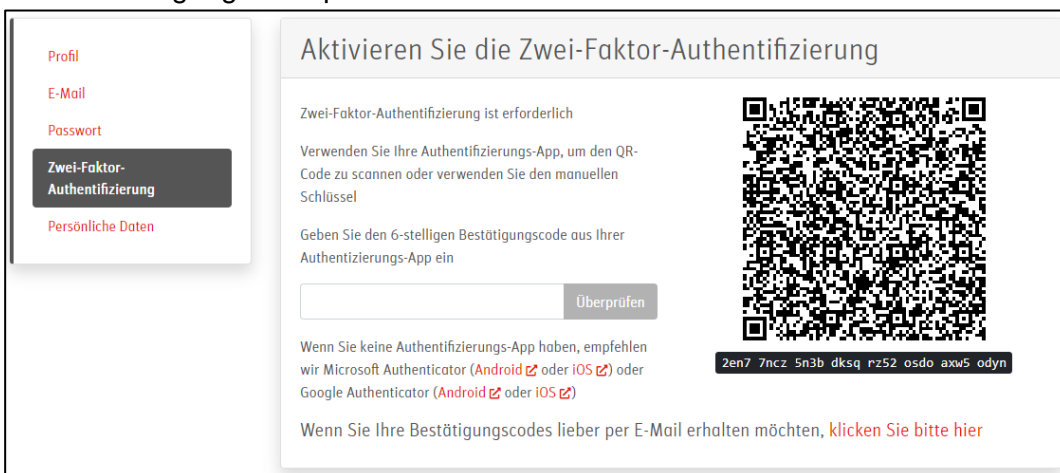 Profil
E-Mail
Passwort
Zwei-Faktor-
Authentifizierung
Persönliche Daten
Aktivieren Sie die Zwei-Faktor-Authentifizierung
Zwei-Faktor-Authentifizierung ist erforderlich
Verwenden Sie Ihre Authentifizierungs-App, um den QR-
Code zu scannen oder verwenden Sie den manuellen
Schlüssel
Geben Sie den 6-stelligen Bestätigungscode aus Ihrer
Authentizierungs-App ein
Überprüfen
Wenn Sie keine Authentifizierungs-App haben, empfehlen
wir Microsoft Authenticator (Android oder iOS) oder
Google Authenticator (Android oder iOS)
2en7 7ncz 5n3b dksq rz52 osdo axw5 odyn
Wenn Sie Ihre Bestätigungscodes lieber per E-Mail erhalten möchten, klicken Sie bitte hier